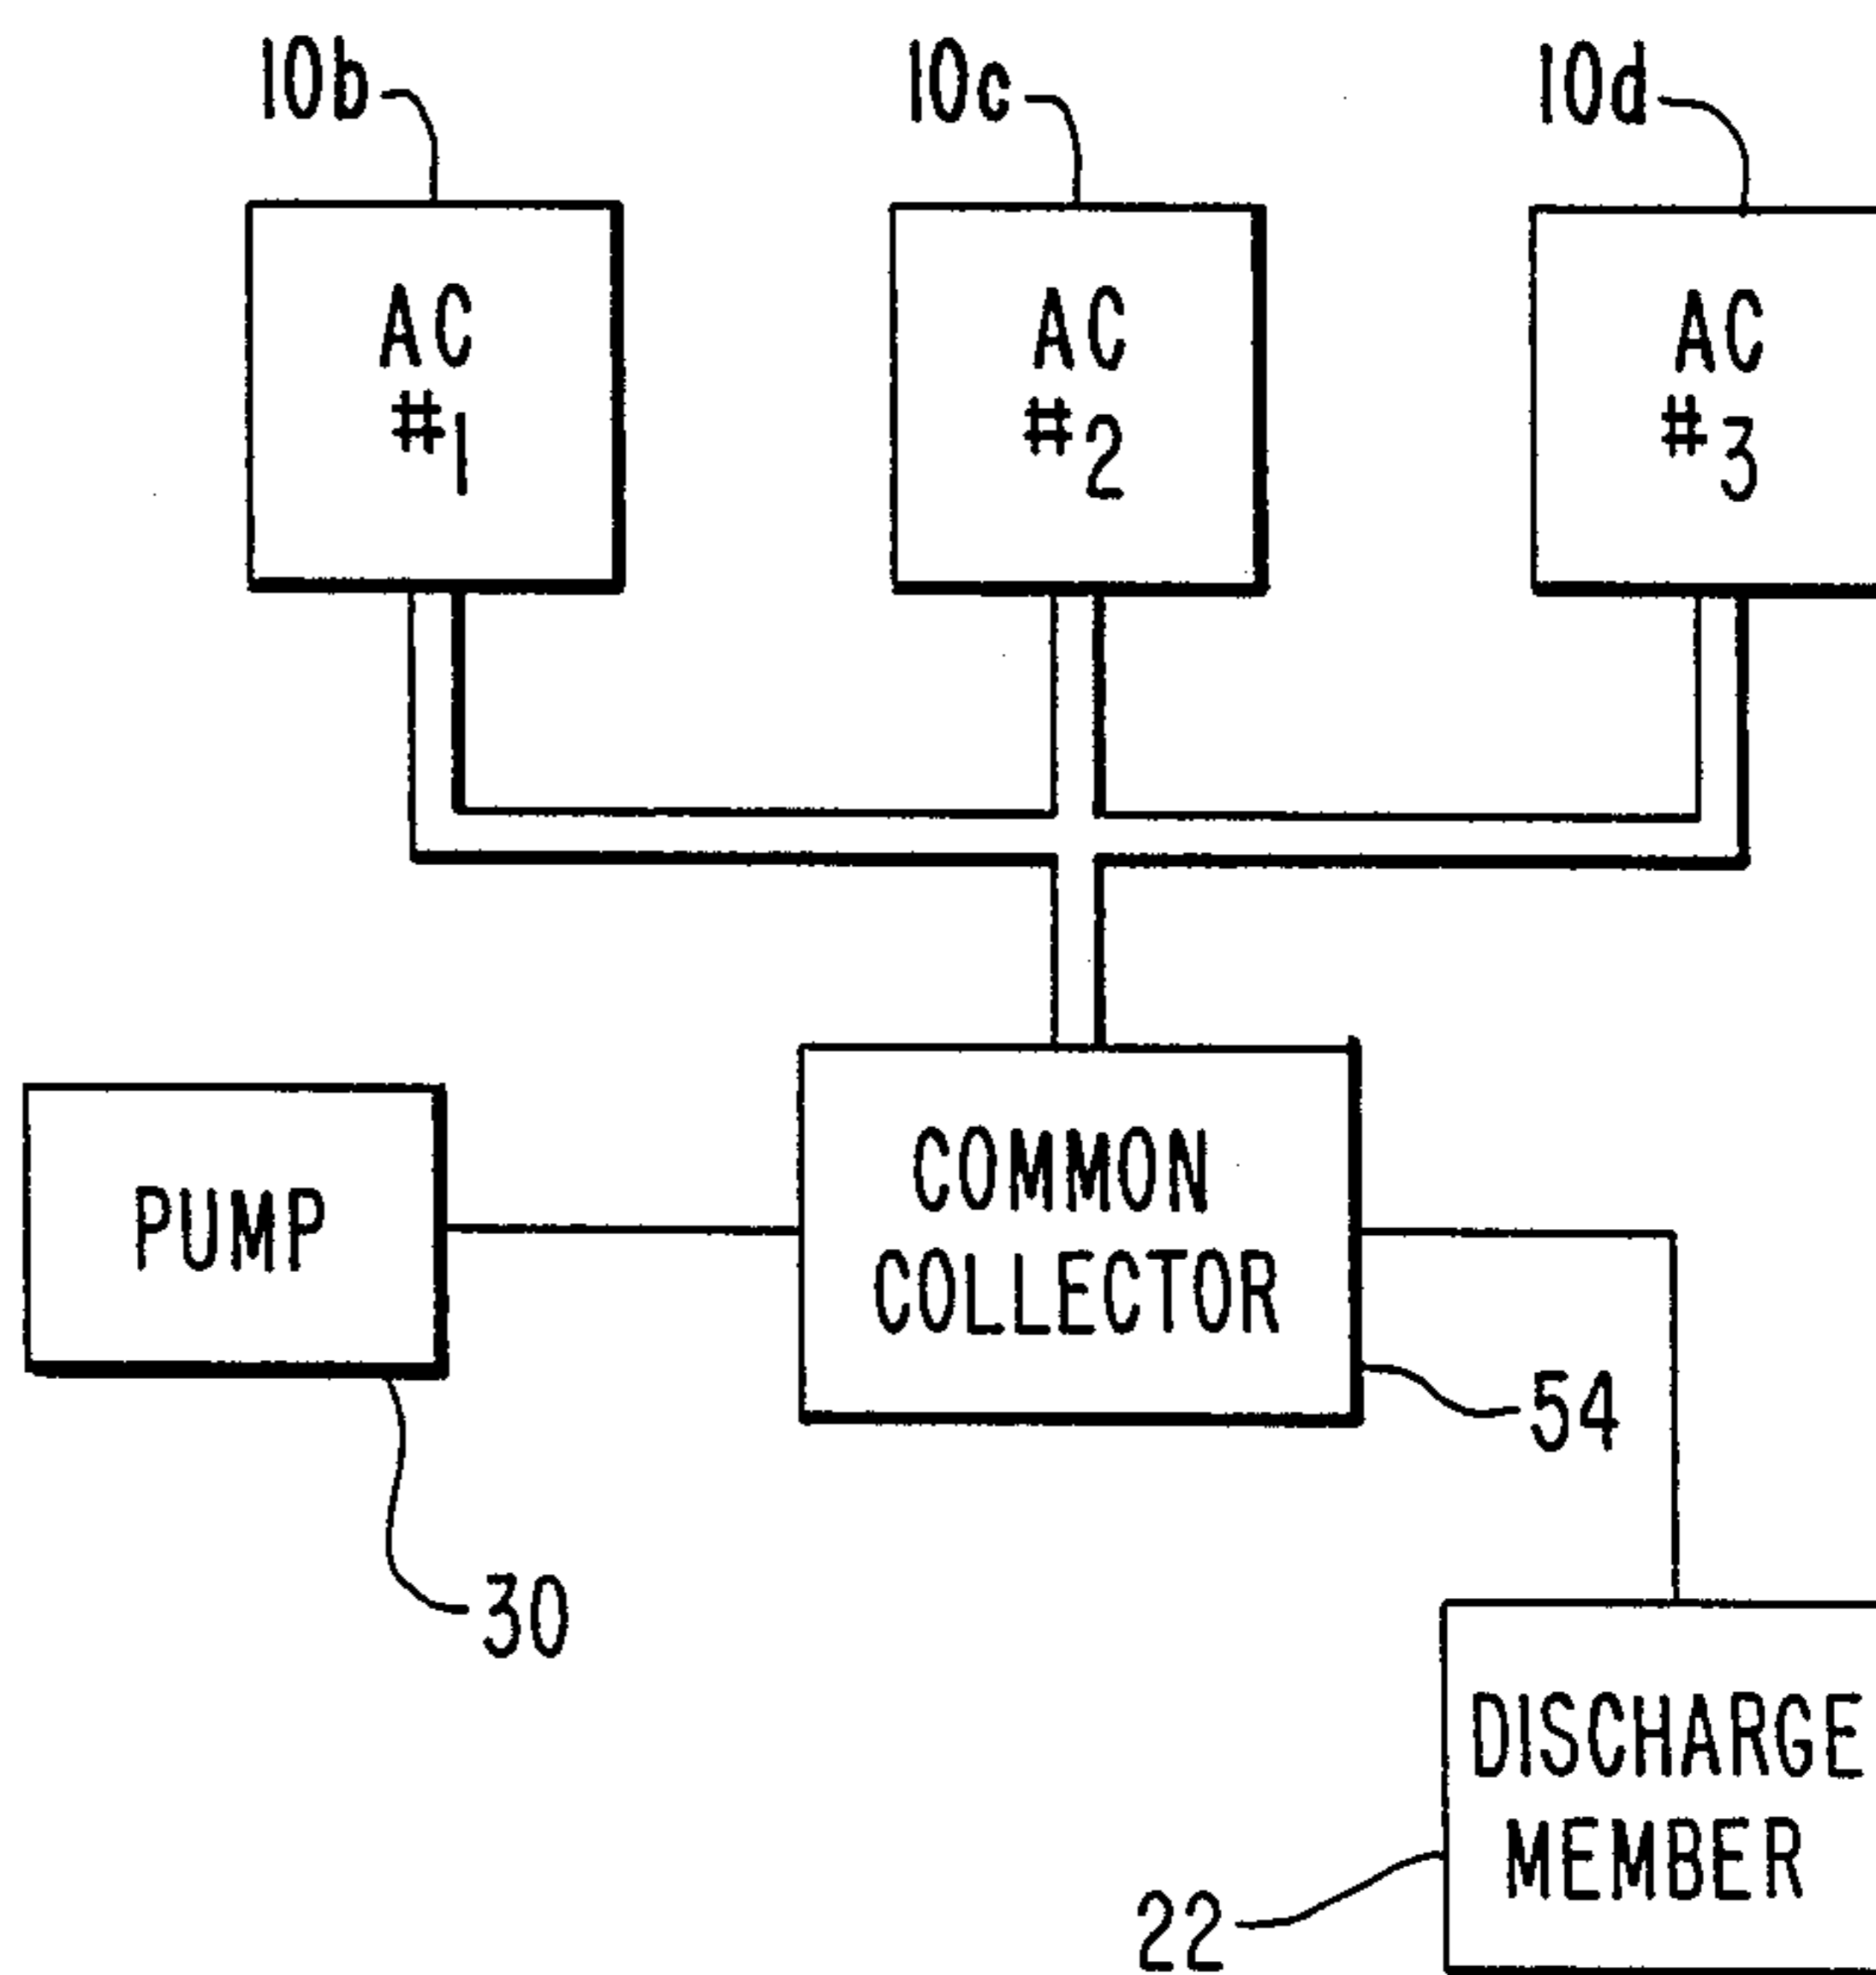 10b
10c
10d
AC
#1
AC
#2
AC
#3
PUMP
COMMON
COLLECTOR
54
30
DISCHARGE
MEMBER
22